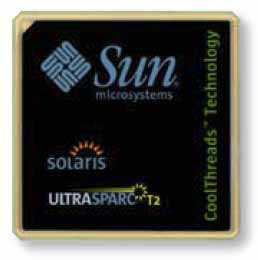 Sun
microsystems
solaris
ULTRASPARC T2
CoolThreads™ Technology